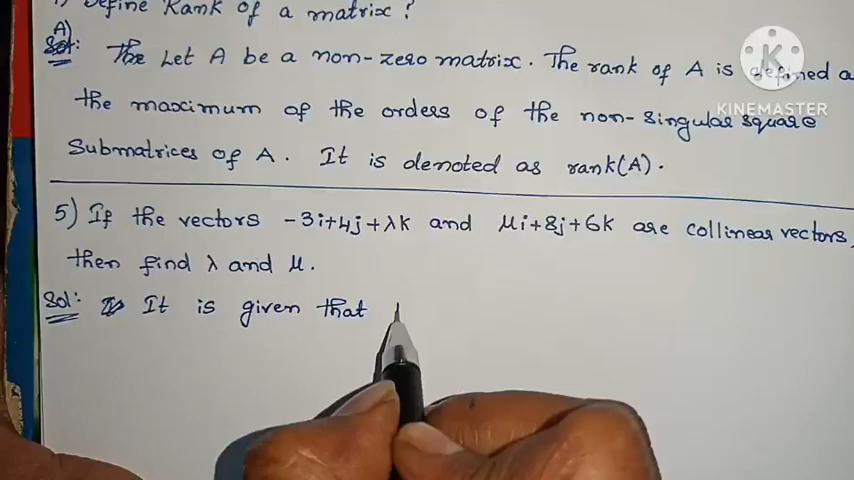 Define Rank of a matrix?
A)
Sol: The Let A be a non-zero matrix. The rank of A is defined a
the maximum of the orders of the non-singular square
Submatrices of A. It is denoted as rank(A).
5) If the vectors -3i+4j+λk and μi+8j+6k are collinear vectors,
then find λ and μ.
Sol: It is given that
K
KINEMASTER